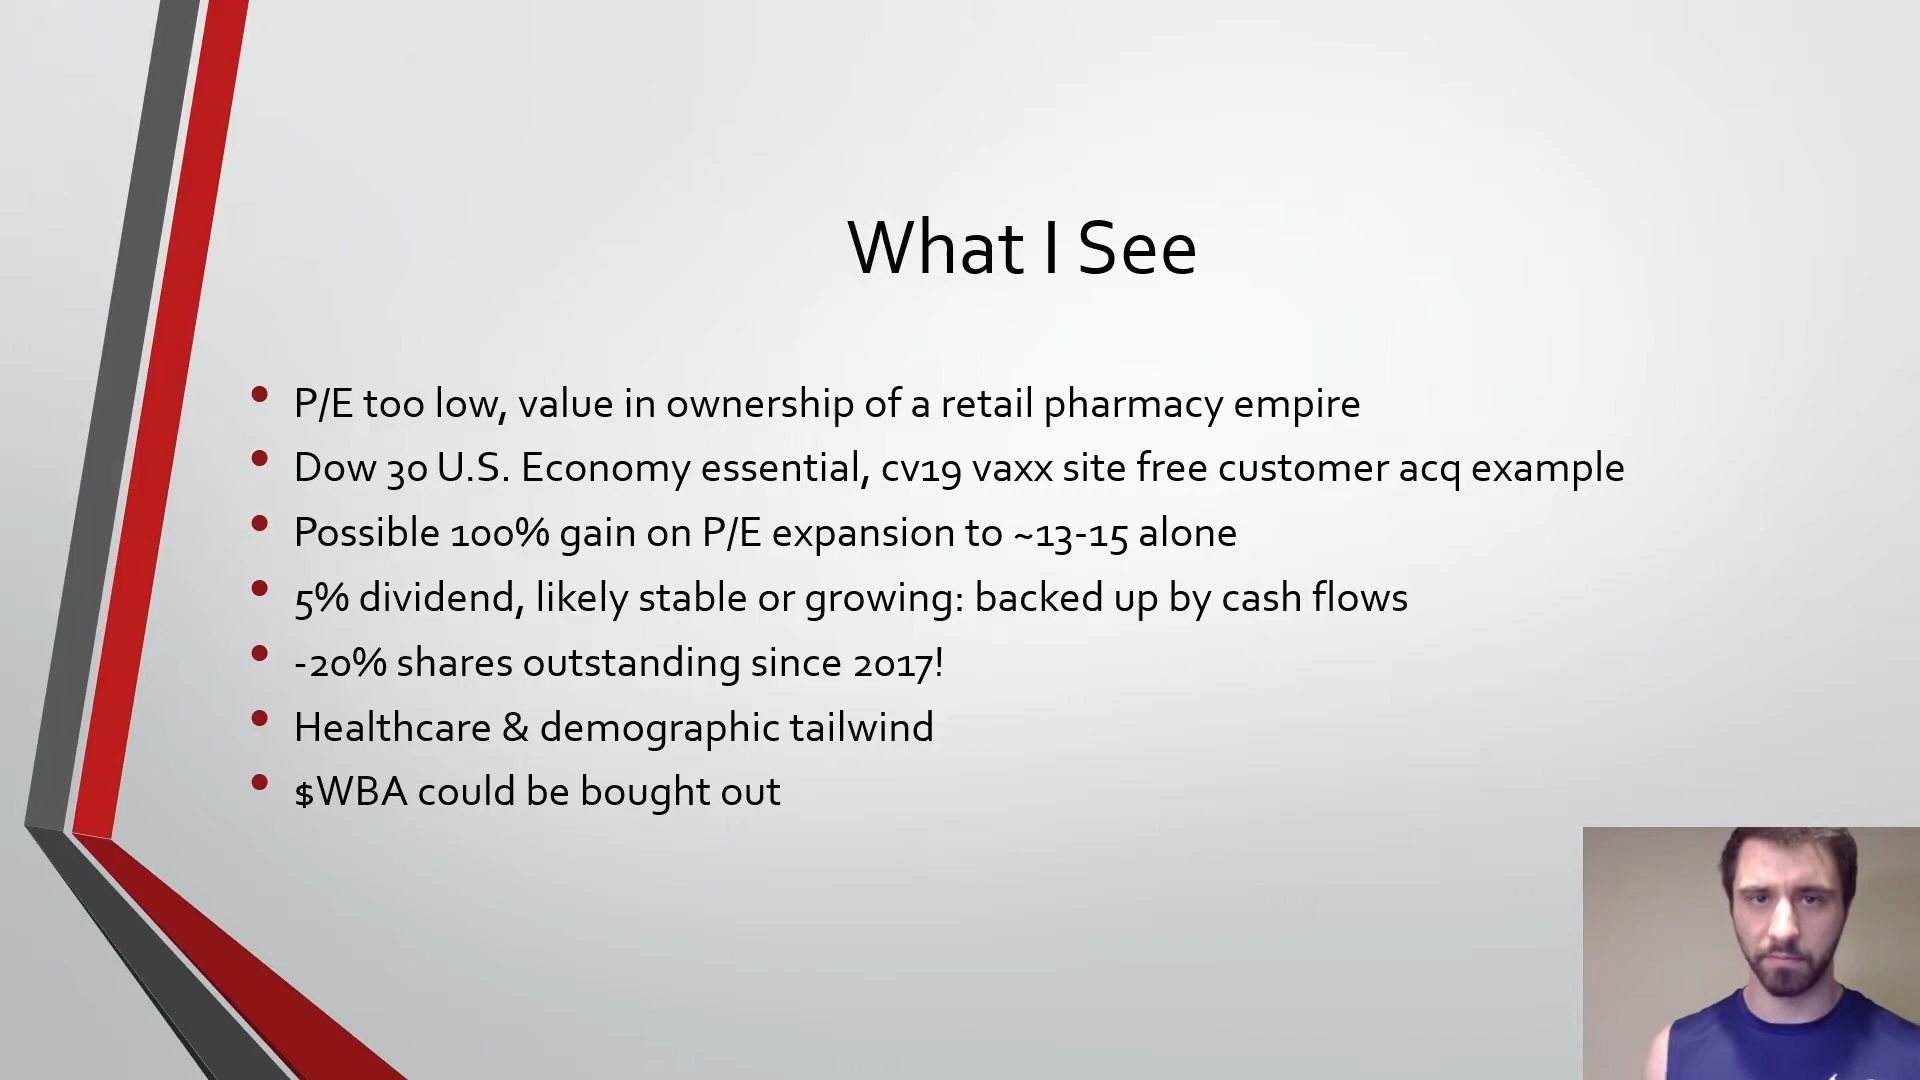 What I See
P/E too low, value in ownership of a retail pharmacy empire
Dow 30 U.S. Economy essential, cv19 vaxx site free customer acq example
Possible 100% gain on P/E expansion to ~13-15 alone
5% dividend, likely stable or growing: backed up by cash flows
-20% shares outstanding since 2017!
Healthcare & demographic tailwind
$WBA could be bought out